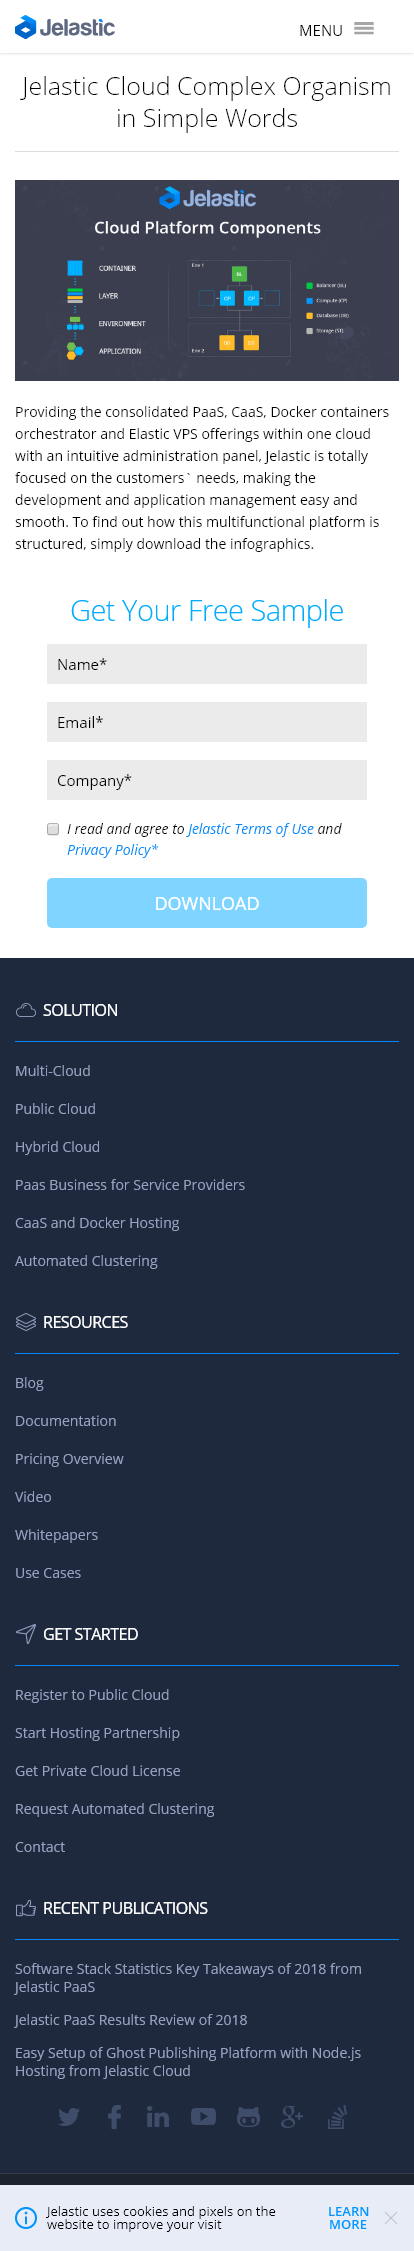 Jelastic
MENU
Jelastic Cloud Complex Organism
in Simple Words
Jelastic
Cloud Platform Components
CONTAINER
LAYER
ENVIRONMENT
APPLICATION
Env 1
BL
CP
CP
DB
DB
Env 2
Balancer (BL)
Compute (CP)
Database (DB)
Storage (ST)
Providing the consolidated PaaS, CaaS, Docker containers
orchestrator and Elastic VPS offerings within one cloud
with an intuitive administration panel, Jelastic is totally
focused on the customers` needs, making the
development and application management easy and
smooth. To find out how this multifunctional platform is
structured, simply download the infographics.
Get Your Free Sample
Name*
Email*
Company*
I read and agree to Jelastic Terms of Use and
Privacy Policy*
DOWNLOAD
SOLUTION
Multi-Cloud
Public Cloud
Hybrid Cloud
Paas Business for Service Providers
CaaS and Docker Hosting
Automated Clustering
RESOURCES
Blog
Documentation
Pricing Overview
Video
Whitepapers
Use Cases
GET STARTED
Register to Public Cloud
Start Hosting Partnership
Get Private Cloud License
Request Automated Clustering
Contact
RECENT PUBLICATIONS
Software Stack Statistics Key Takeaways of 2018 from
Jelastic PaaS
Jelastic PaaS Results Review of 2018
Easy Setup of Ghost Publishing Platform with Node.js
Hosting from Jelastic Cloud
Jelastic uses cookies and pixels on the
website to improve your visit
LEARN
MORE